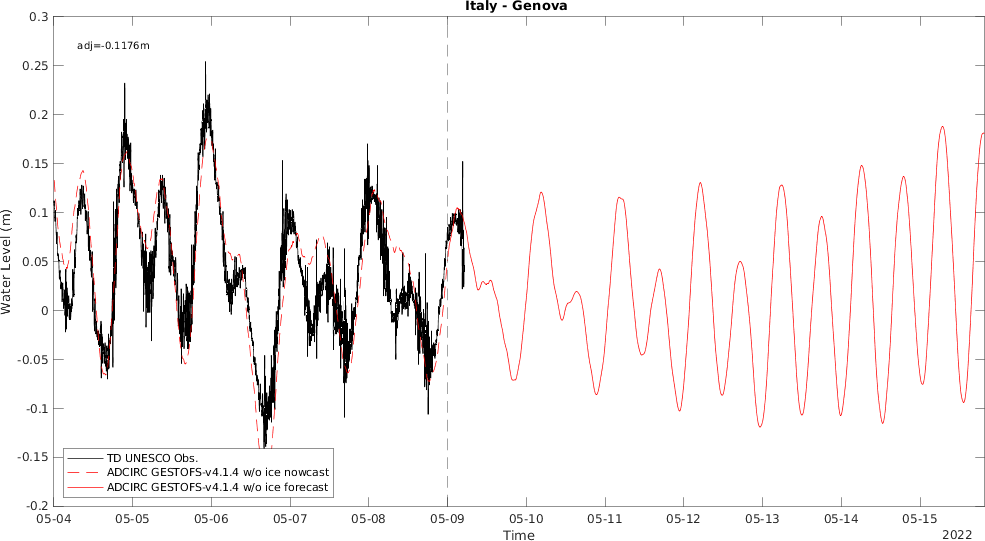 Italy - Genova
adj=-0.1176m
0.3
0.25
0.2
0.15
0.1
0.05
0
-0.05
-0.1
-0.15
-0.2
Water Level (m)
TD UNESCO Obs.
ADCIRC GESTOFS-v4.1.4 w/o ice nowcast
ADCIRC GESTOFS-v4.1.4 w/o ice forecast
05-04 05-05 05-06 05-07 05-08 05-09 05-10 05-11 05-12 05-13 05-14 05-15
Time
2022